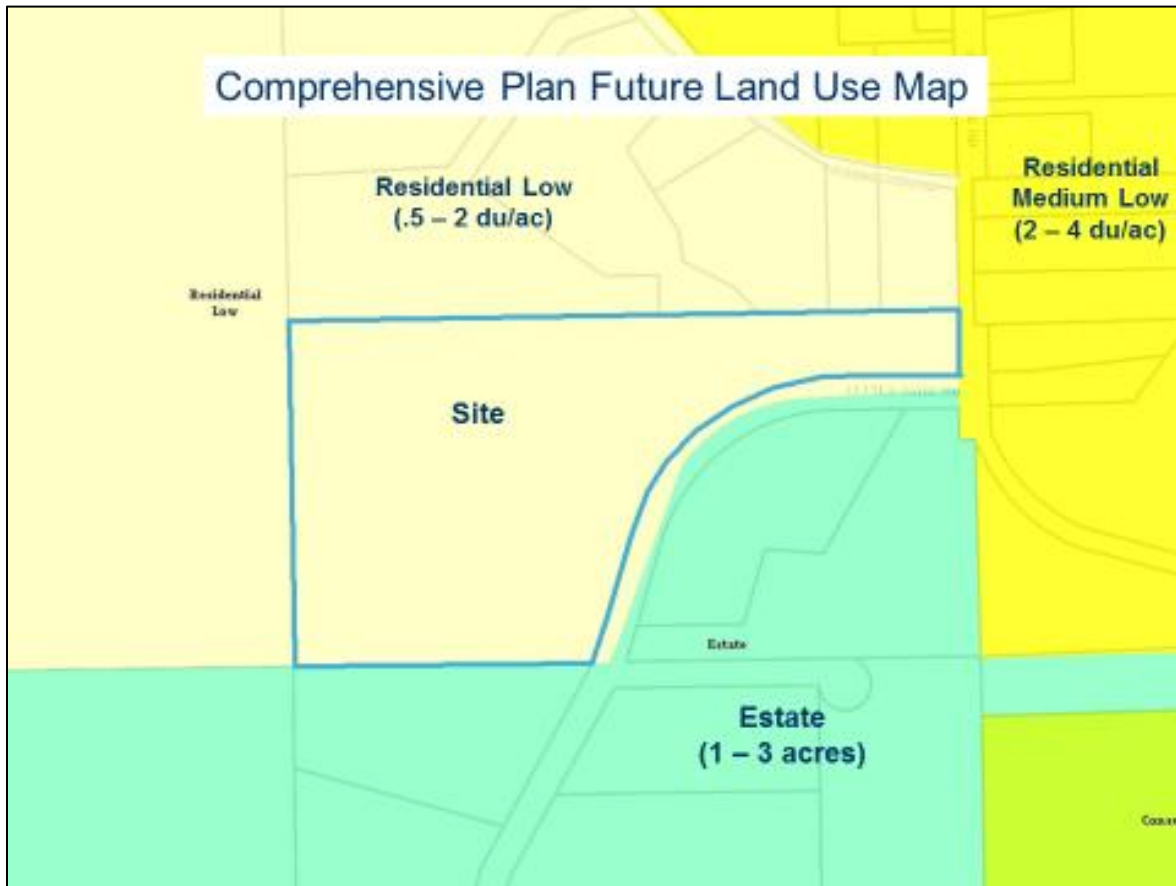 Comprehensive Plan Future Land Use Map
Residential Low
(.5 – 2 du/ac)
Residential
Medium Low
(2 – 4 du/ac)
Residential
Low
Site
Estate
Estate
(1 – 3 acres)